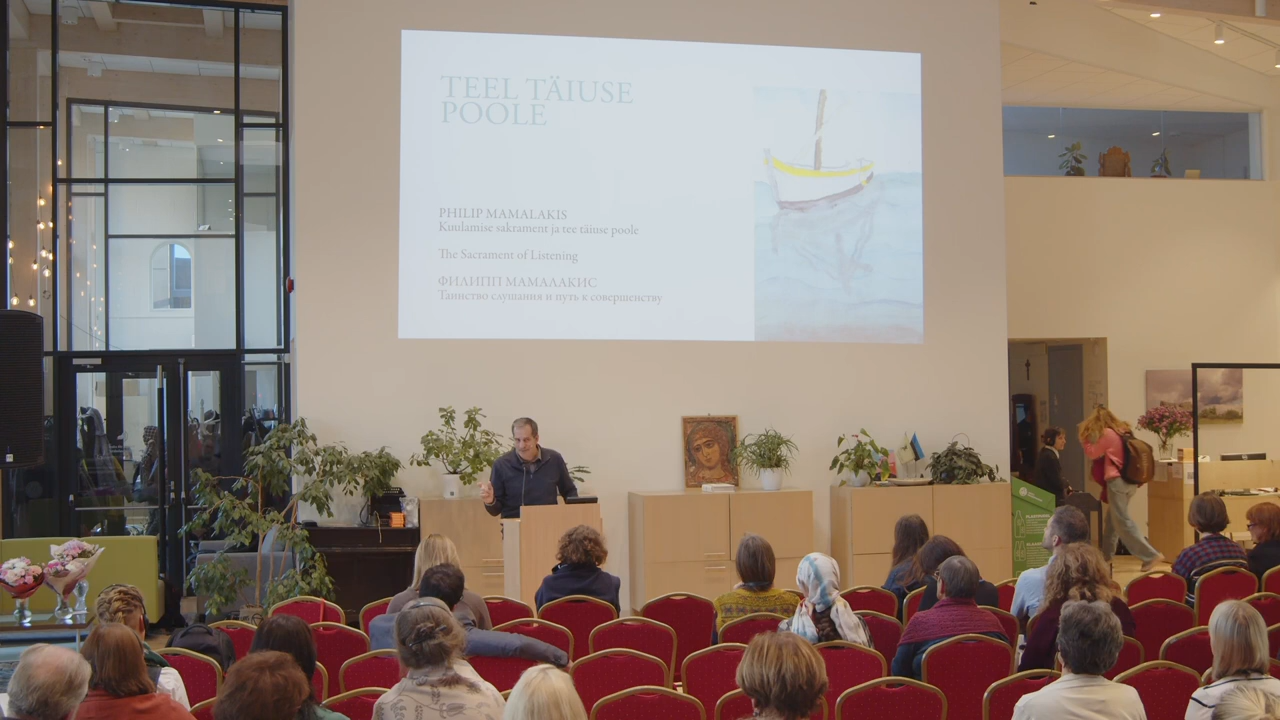 TEEL TÄIUSE
POOLE
PHILIP MAMALAKIS
Kuulamise sakrament ja tee täiuse poole
The Sacrament of Listening
ФИЛИПП МАМАЛАКИС
Таинство слушания и путь к совершенству